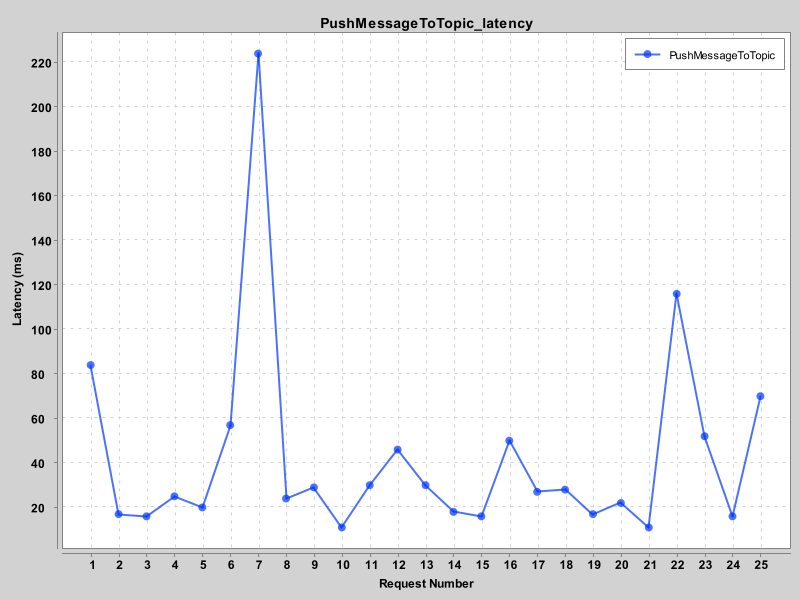 PushMessageToTopic_latency
PushMessageToTopic
Latency (ms)
220
200
180
160
140
120
100
80
60
40
20
1 2 3 4 5 6 7 8 9 10 11 12 13 14 15 16 17 18 19 20 21 22 23 24 25
Request Number